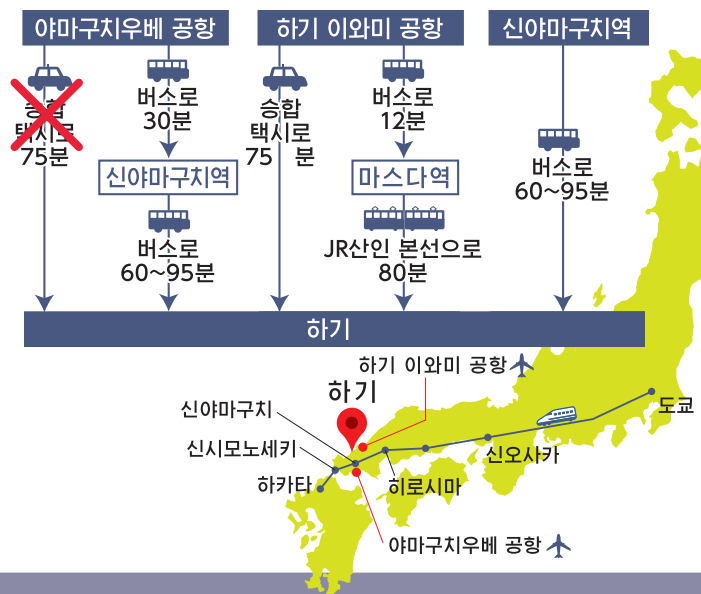 야마구치우베 공항
하기 이와미 공항
신야마구치역
승합
택시로
75분
버스로
30분
신야마구치역
버스로
60~95분
승합
택시로
75 분
버스로
12분
마스다역
JR산인 본선으로
80분
버스로
60~95분
하기
하기 이와미 공항
하기
신야마구치
신시모노세키
하카타
히로시마
신오사카
도쿄
야마구치우베 공항